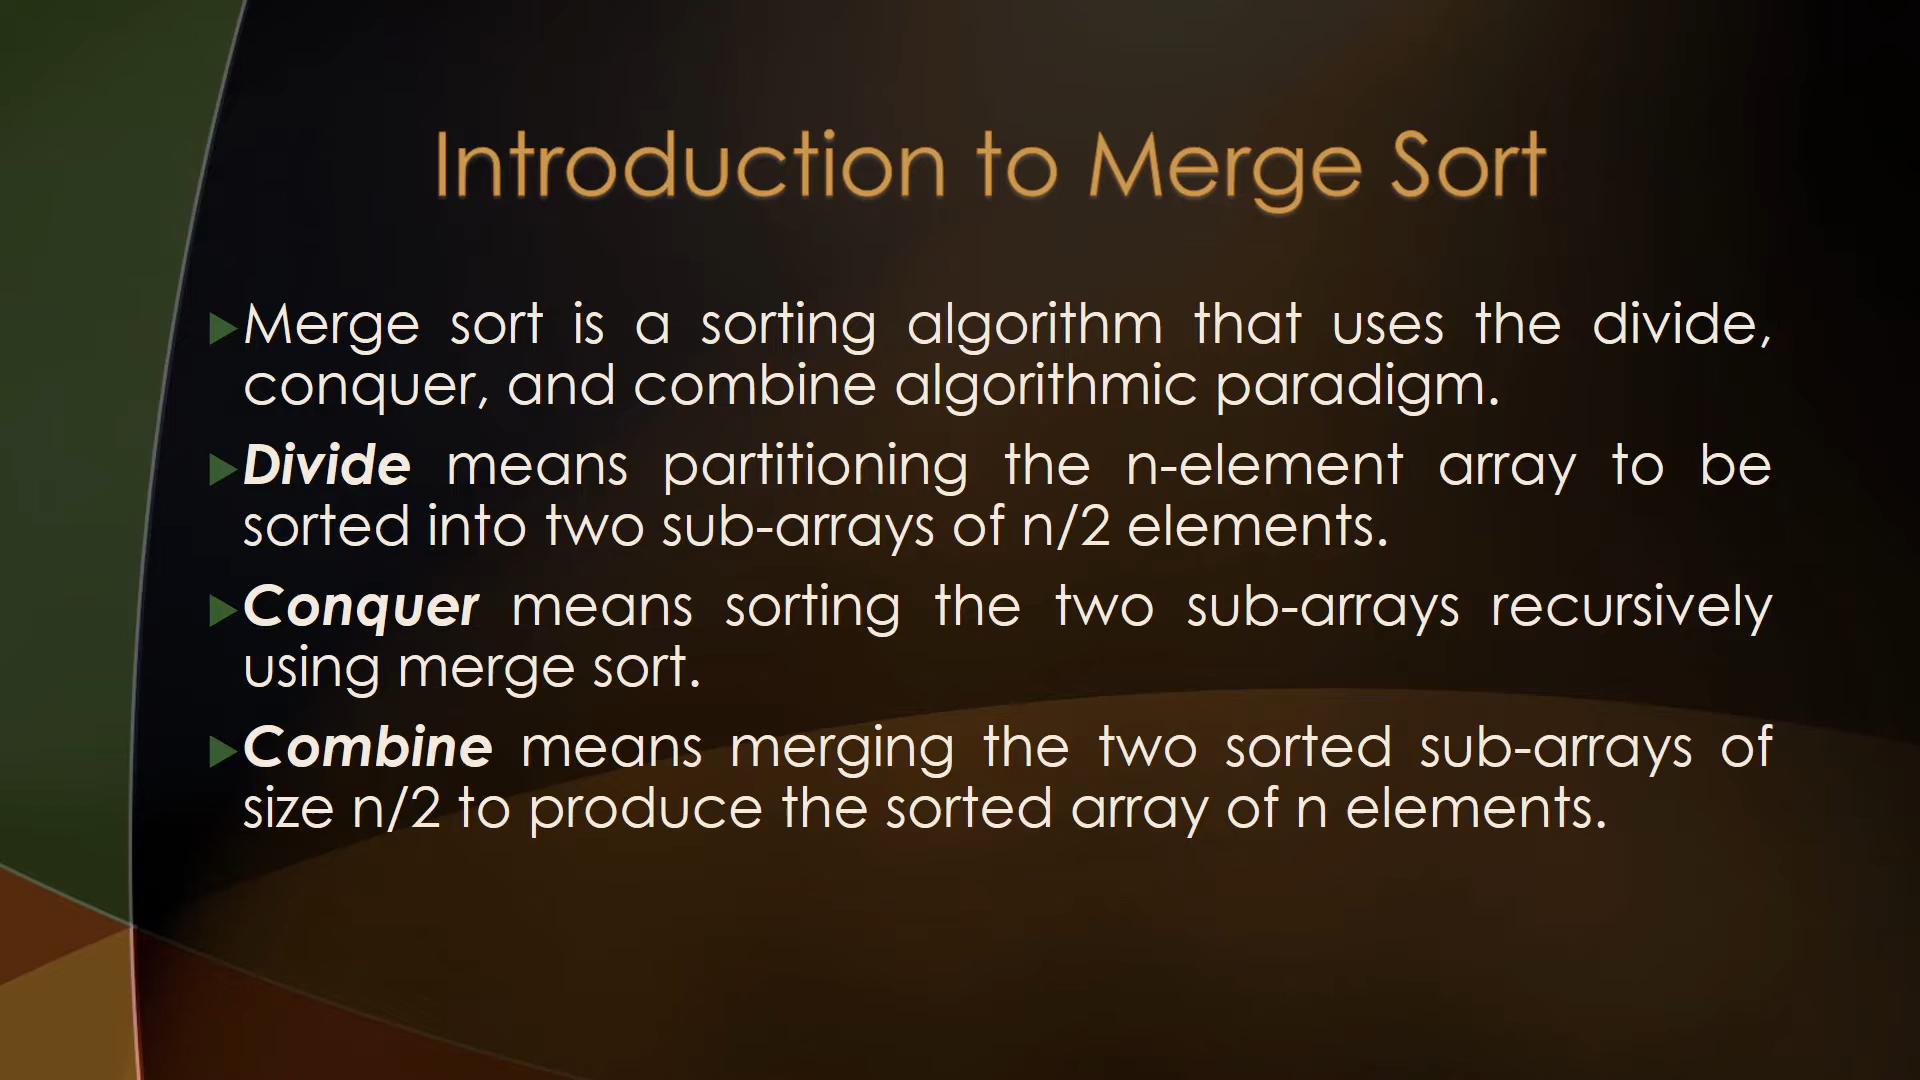 Introduction to Merge Sort
Merge sort is a sorting algorithm that uses the divide,
conquer, and combine algorithmic paradigm.
Divide means partitioning the n-element array to be
sorted into two sub-arrays of n/2 elements.
Conquer means sorting the two sub-arrays recursively
using merge sort.
Combine means merging the two sorted sub-arrays of
size n/2 to produce the sorted array of n elements.